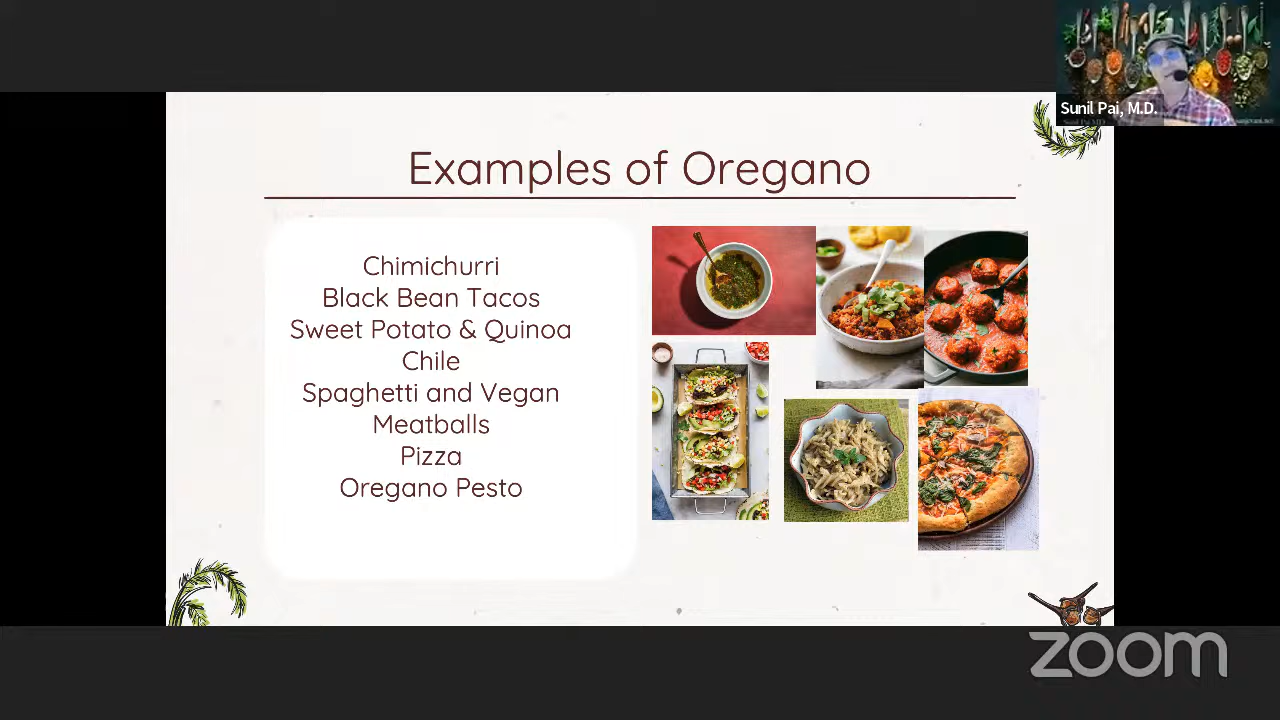 Sunil Pai, M.D.
Examples of Oregano
Chimichurri
Black Bean Tacos
Sweet Potato & Quinoa
Chile
Spaghetti and Vegan
Meatballs
Pizza
Oregano Pesto
zoom